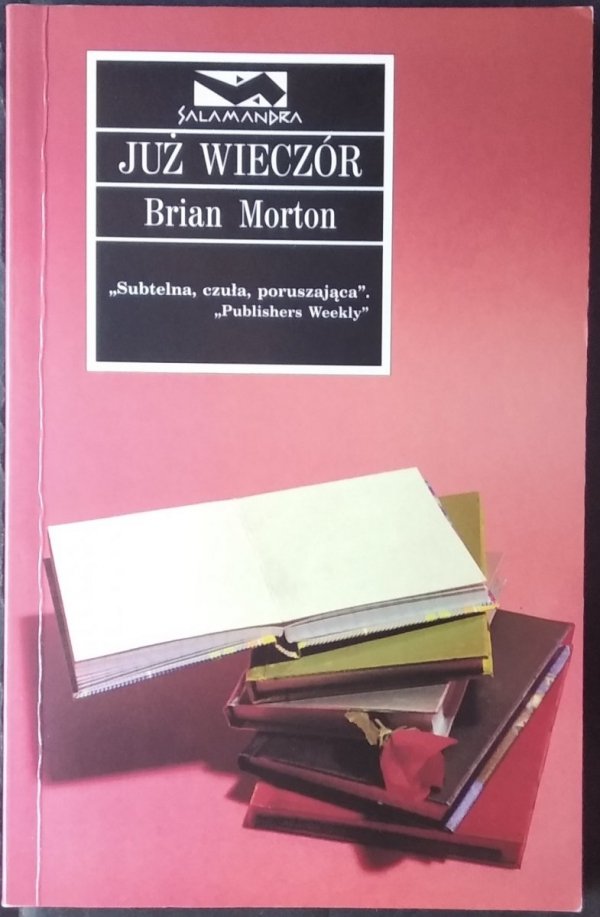 SALAMANDRA
JUŻ WIECZÓR
Brian Morton
„Subtelna, czuła, poruszająca”.
„Publishers Weekly”